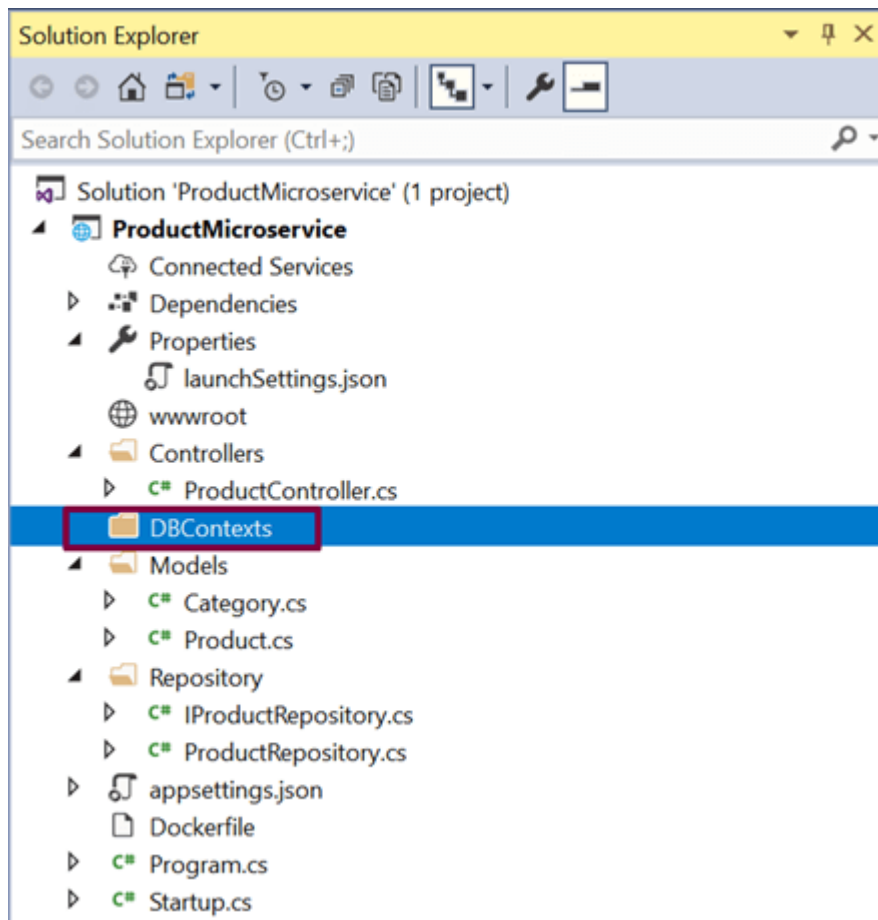 Solution Explorer
Search Solution Explorer (Ctrl+;)
Solution 'ProductMicroservice' (1 project)
ProductMicroservice
Connected Services
Dependencies
Properties
launchSettings.json
wwwroot
Controllers
C# ProductController.cs
DBContexts
Models
C# Category.cs
C# Product.cs
Repository
C# IProductRepository.cs
C# ProductRepository.cs
appsettings.json
Dockerfile
C# Program.cs
C# Startup.cs